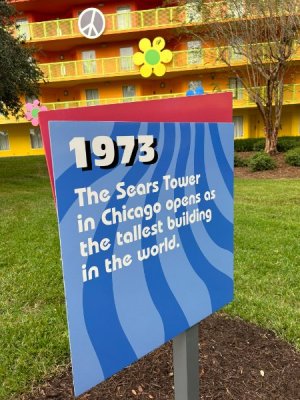 1973
The Sears Tower
in Chicago opens as
the tallest building
in the world.